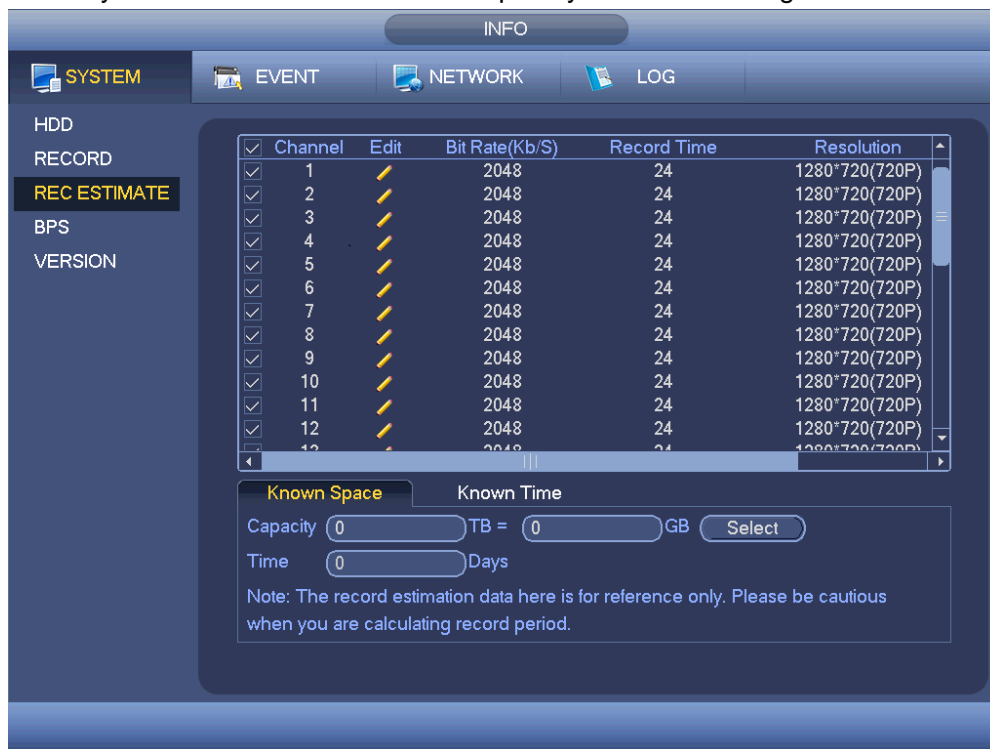 INFO
SYSTEM EVENT NETWORK LOG
HDD
RECORD
REC ESTIMATE
BPS
VERSION
Channel Edit Bit Rate(Kb/S) Record Time Resolution
1 2048 24 1280*720(720P)
2 2048 24 1280*720(720P)
3 2048 24 1280*720(720P)
4 2048 24 1280*720(720P)
5 2048 24 1280*720(720P)
6 2048 24 1280*720(720P)
7 2048 24 1280*720(720P)
8 2048 24 1280*720(720P)
9 2048 24 1280*720(720P)
10 2048 24 1280*720(720P)
11 2048 24 1280*720(720P)
12 2048 24 1280*720(720P)
Known Space Known Time
Capacity 0 TB = 0 GB Select
Time 0 Days
Note: The record estimation data here is for reference only. Please be cautious
when you are calculating record period.